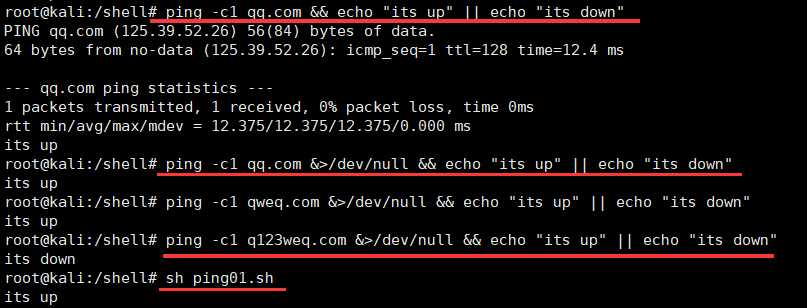 root@kali:/shell# ping -c1 qq.com && echo "its up" || echo "its down"
PING qq.com (125.39.52.26) 56(84) bytes of data.
64 bytes from no-data (125.39.52.26): icmp_seq=1 ttl=128 time=12.4 ms
--- qq.com ping statistics ---
1 packets transmitted, 1 received, 0% packet loss, time 0ms
rtt min/avg/max/mdev = 12.375/12.375/12.375/0.000 ms
its up
root@kali:/shell# ping -c1 qq.com &>/dev/null && echo "its up" || echo "its down"
its up
root@kali:/shell# ping -c1 qweq.com &>/dev/null && echo "its up" || echo "its down"
its up
root@kali:/shell# ping -c1 q123weq.com &>/dev/null && echo "its up" || echo "its down"
its down
root@kali:/shell# sh ping01.sh
its up